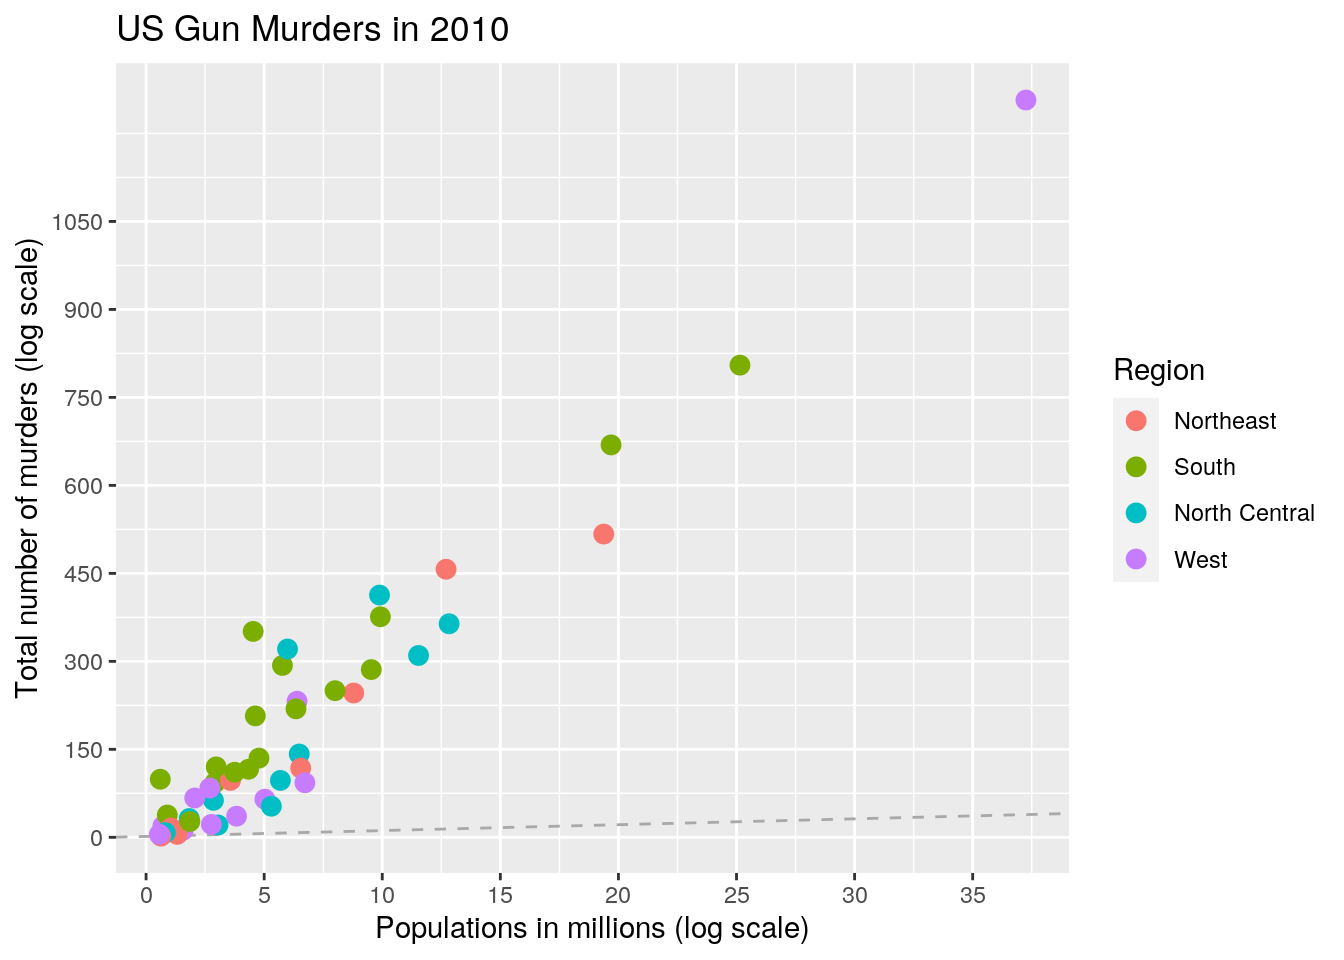 US Gun Murders in 2010
Total number of murders (log scale)
1050
900
750
600
450
300
150
0
0 5 10 15 20 25 30 35
Populations in millions (log scale)
Region
Northeast
South
North Central
West